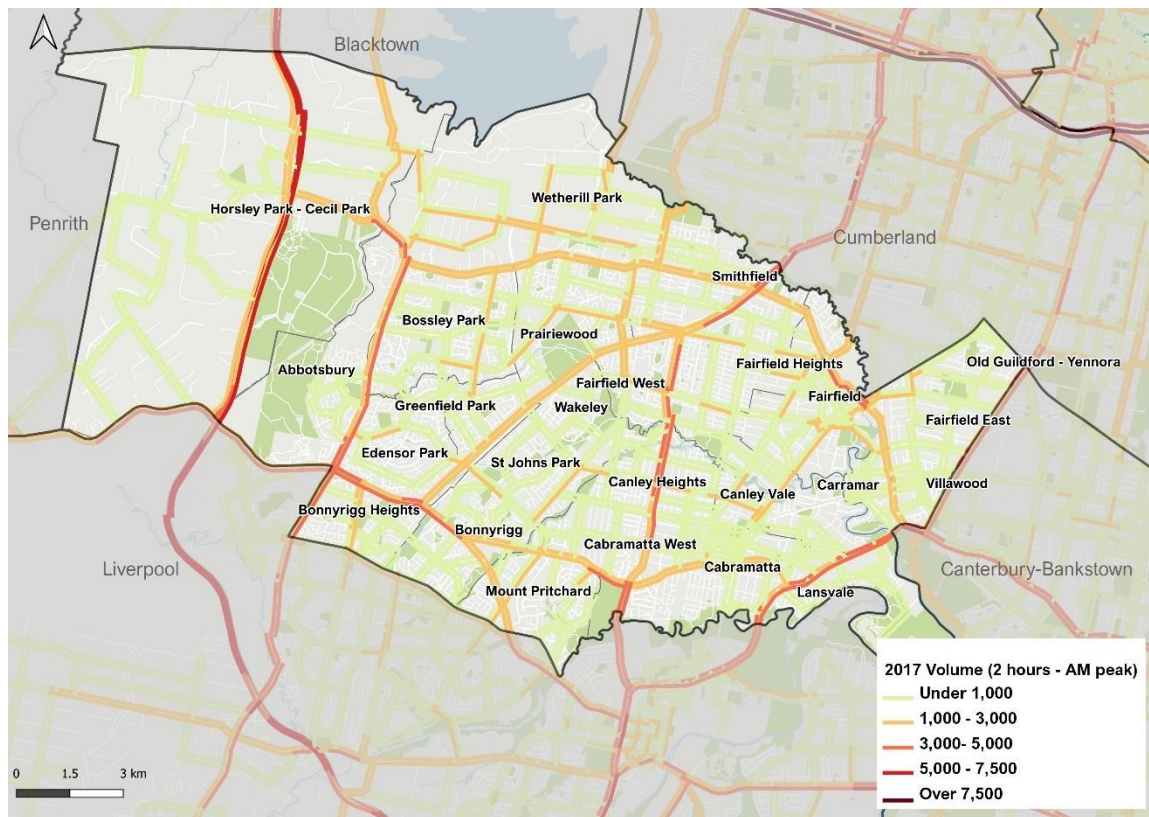 Blacktown
Wetherill Park
Horsley Park - Cecil Park
Penrith
Cumberland
Smithfield
Bossley Park
Prairiewood
Fairfield Heights
Old Guildford - Yennora
Abbotsbury
Fairfield West
Greenfield Park
Wakeley
Fairfield
Fairfield East
Edensor Park
St Johns Park
Canley Heights
Carramar
Villawood
Canley Vale
Bonnyrigg Heights
Bonnyrigg
Cabramatta West
Liverpool
Cabramatta
Canterbury-Bankstown
Mount Pritchard
Lansvale
2017 Volume (2 hours - AM peak)
Under 1,000
1,000 - 3,000
3,000- 5,000
5,000 - 7,500
Over 7,500
0 1.5 3 km